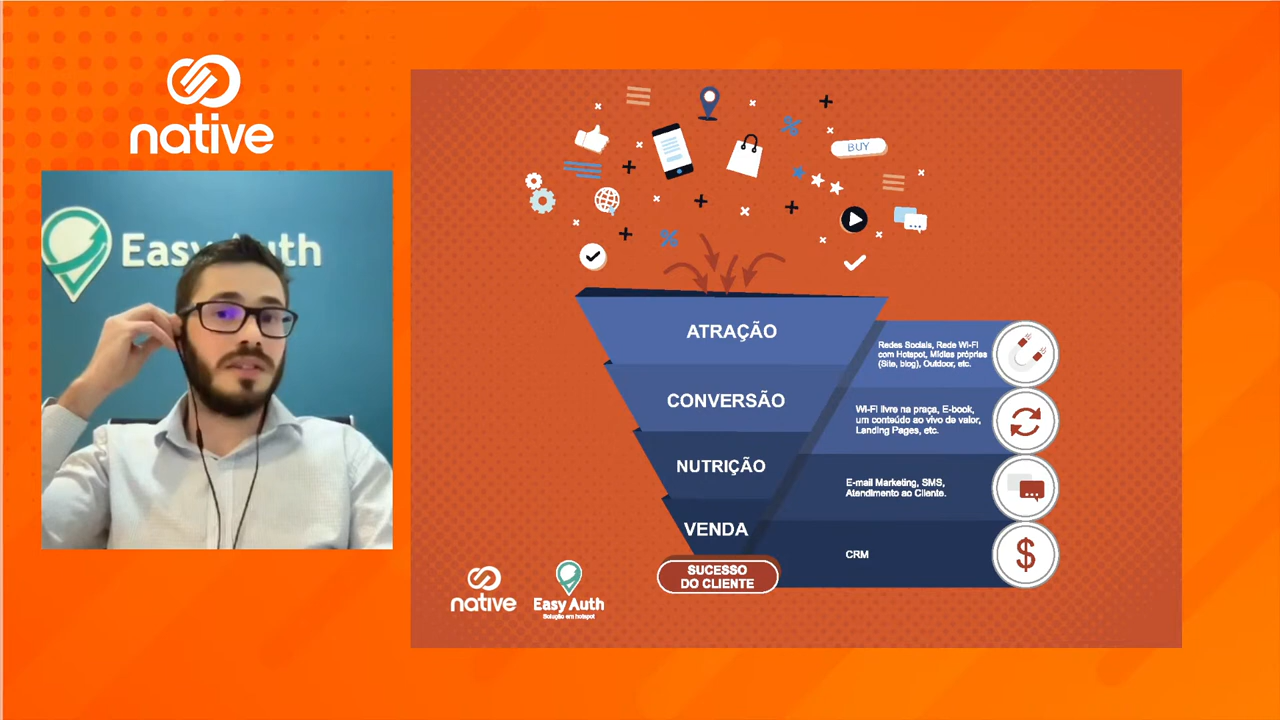 native
Easy Auth
BUY
ATRAÇÃO
Redes Sociais, Rede Wi-Fi
com Hotspot, Mídias próprias
(Site, blog), Outdoor, etc.
CONVERSÃO
Wi-Fi livre na praça, E-book,
um conteúdo ao vivo de valor,
Landing Pages, etc.
NUTRIÇÃO
E-mail Marketing, SMS,
Atendimento ao Cliente.
VENDA
CRM
$
SUCESSO
DO CLIENTE
native
Easy Auth
Solução em hotspot